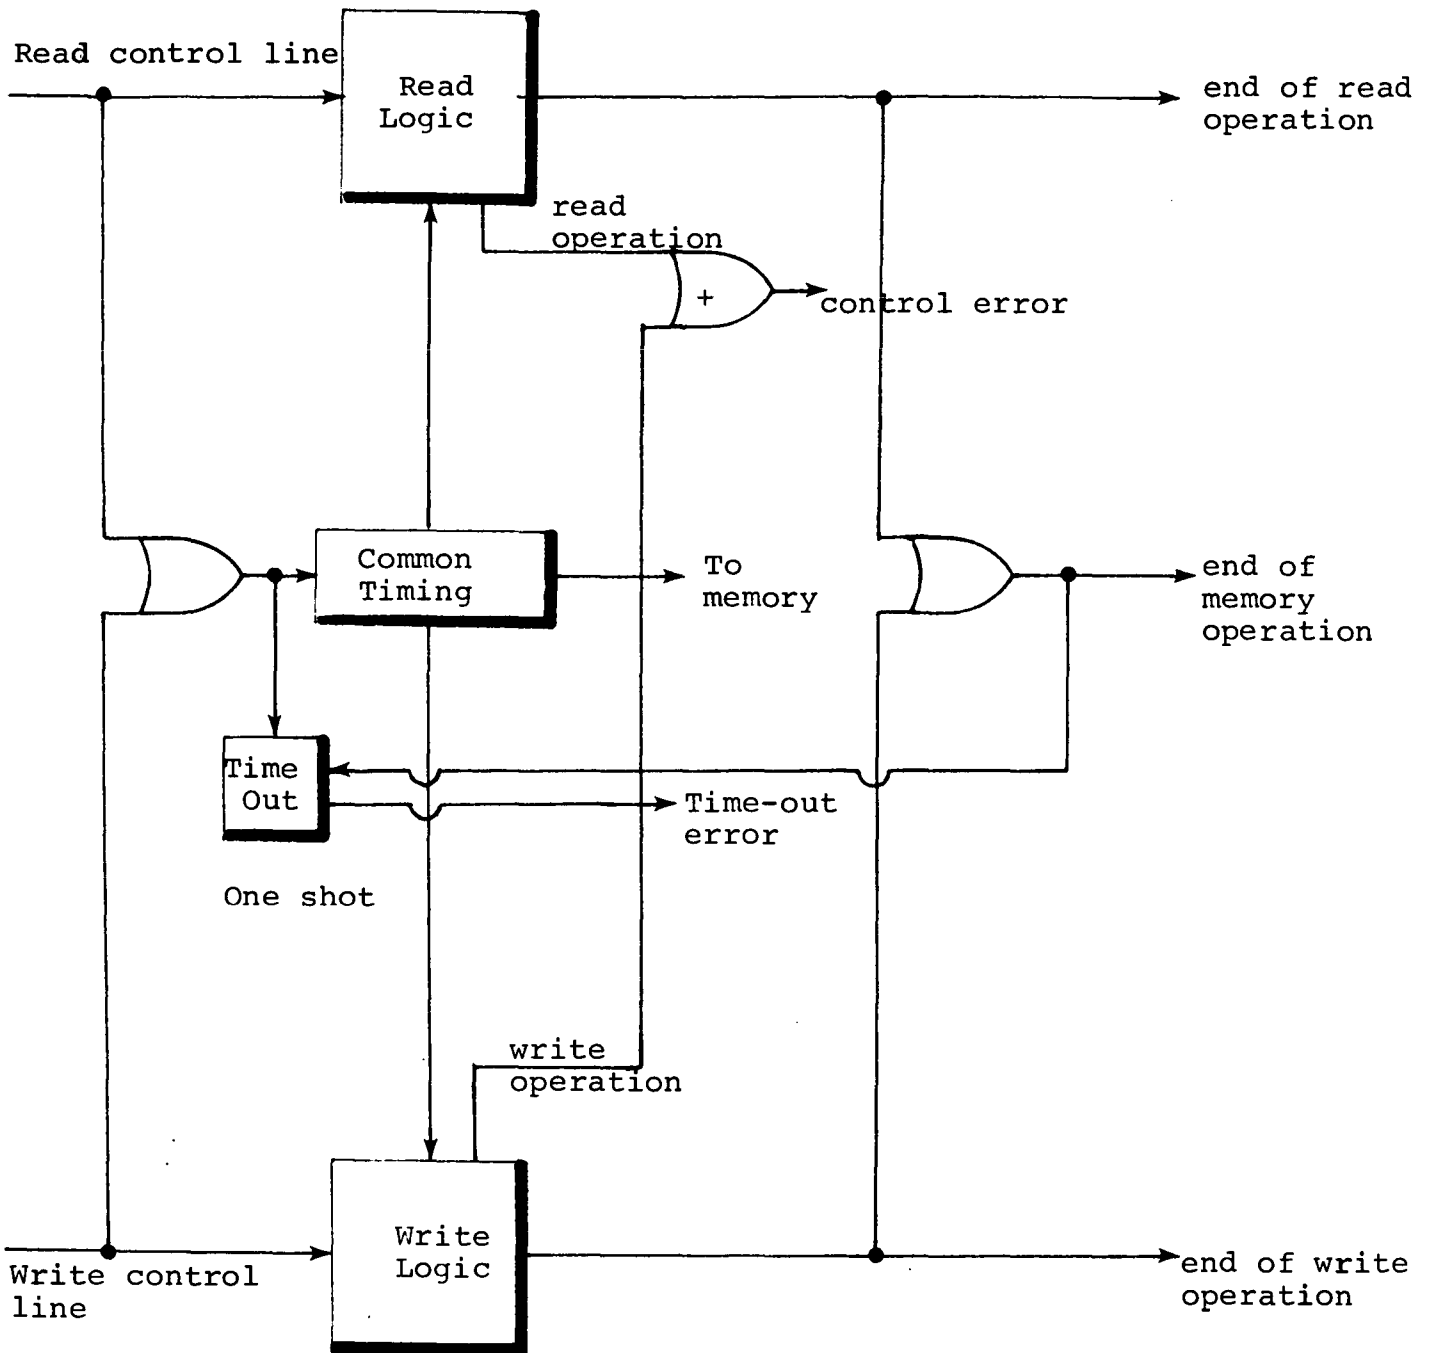 Read control line
Read
Logic
end of read
operation
read
operation
+
control error
Common
Timing
To
memory
end of
memory
operation
Time
Out
Time-out
error
One shot
write
operation
Write
Logic
Write control
line
end of write
operation